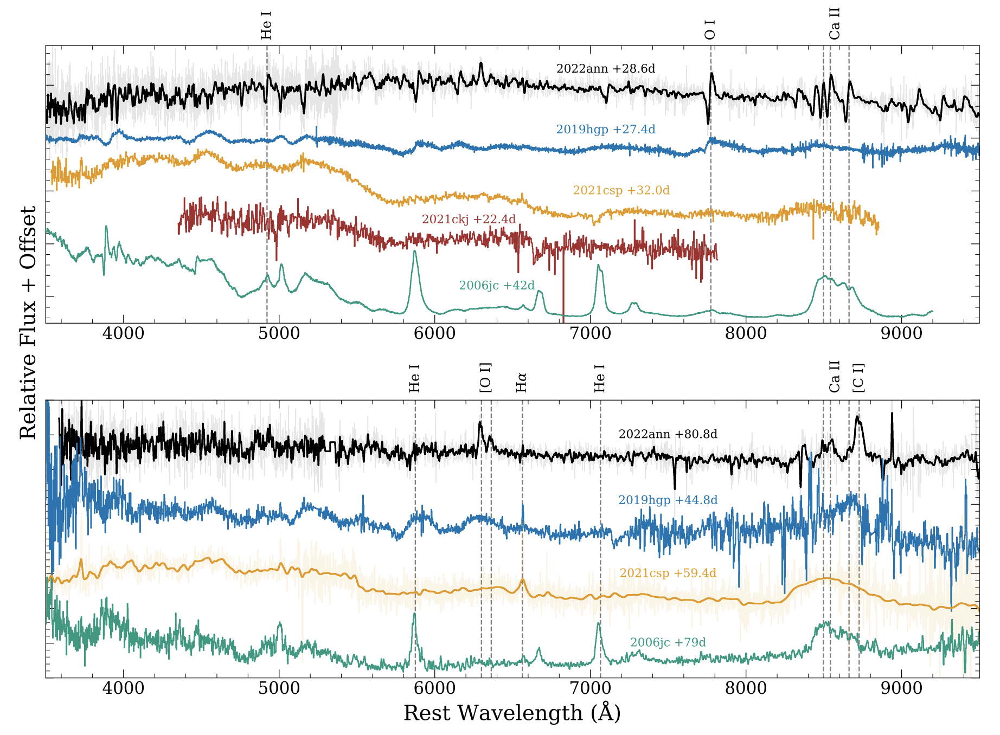 He I
O I
Ca II
2022ann +28.6d
2019hgp +27.4d
2021csp +32.0d
2021ckj +22.4d
2006jc +42d
4000 5000 6000 7000 8000 9000
Relative Flux + Offset
He I
[O I]
Hα
He I
Ca II
[C I]
2022ann +80.8d
2019hgp +44.8d
2021csp +59.4d
2006jc +79d
4000 5000 6000 7000 8000 9000
Rest Wavelength (Å)